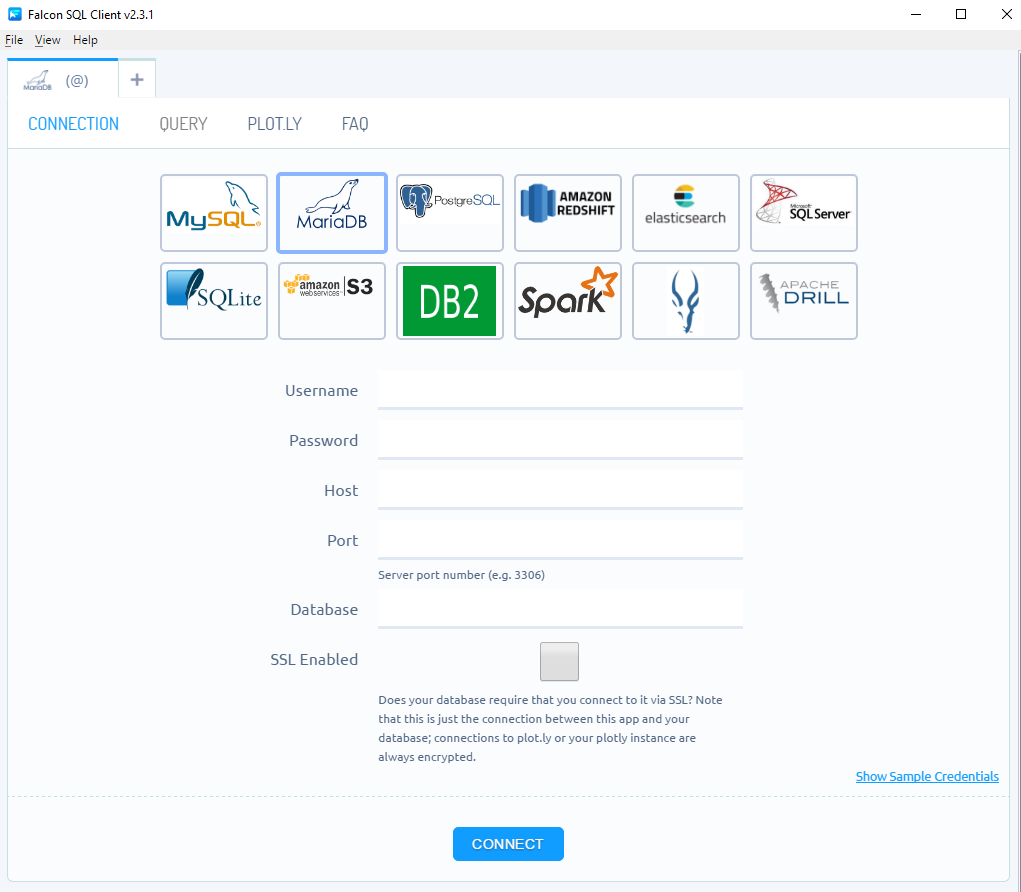 Falcon SQL Client v2.3.1
File View Help
MariaDB (@) +
CONNECTION QUERY PLOT.LY FAQ
MySQL® MariaDB PostgreSQL AMAZON REDSHIFT elasticsearch Microsoft SQL Server
SQLite amazon webservices S3 DB2 Spark APACHE DRILL
Username
Password
Host
Port
Server port number (e.g. 3306)
Database
SSL Enabled
Does your database require that you connect to it via SSL? Note
that this is just the connection between this app and your
database; connections to plot.ly or your plotly instance are
always encrypted.
Show Sample Credentials
CONNECT